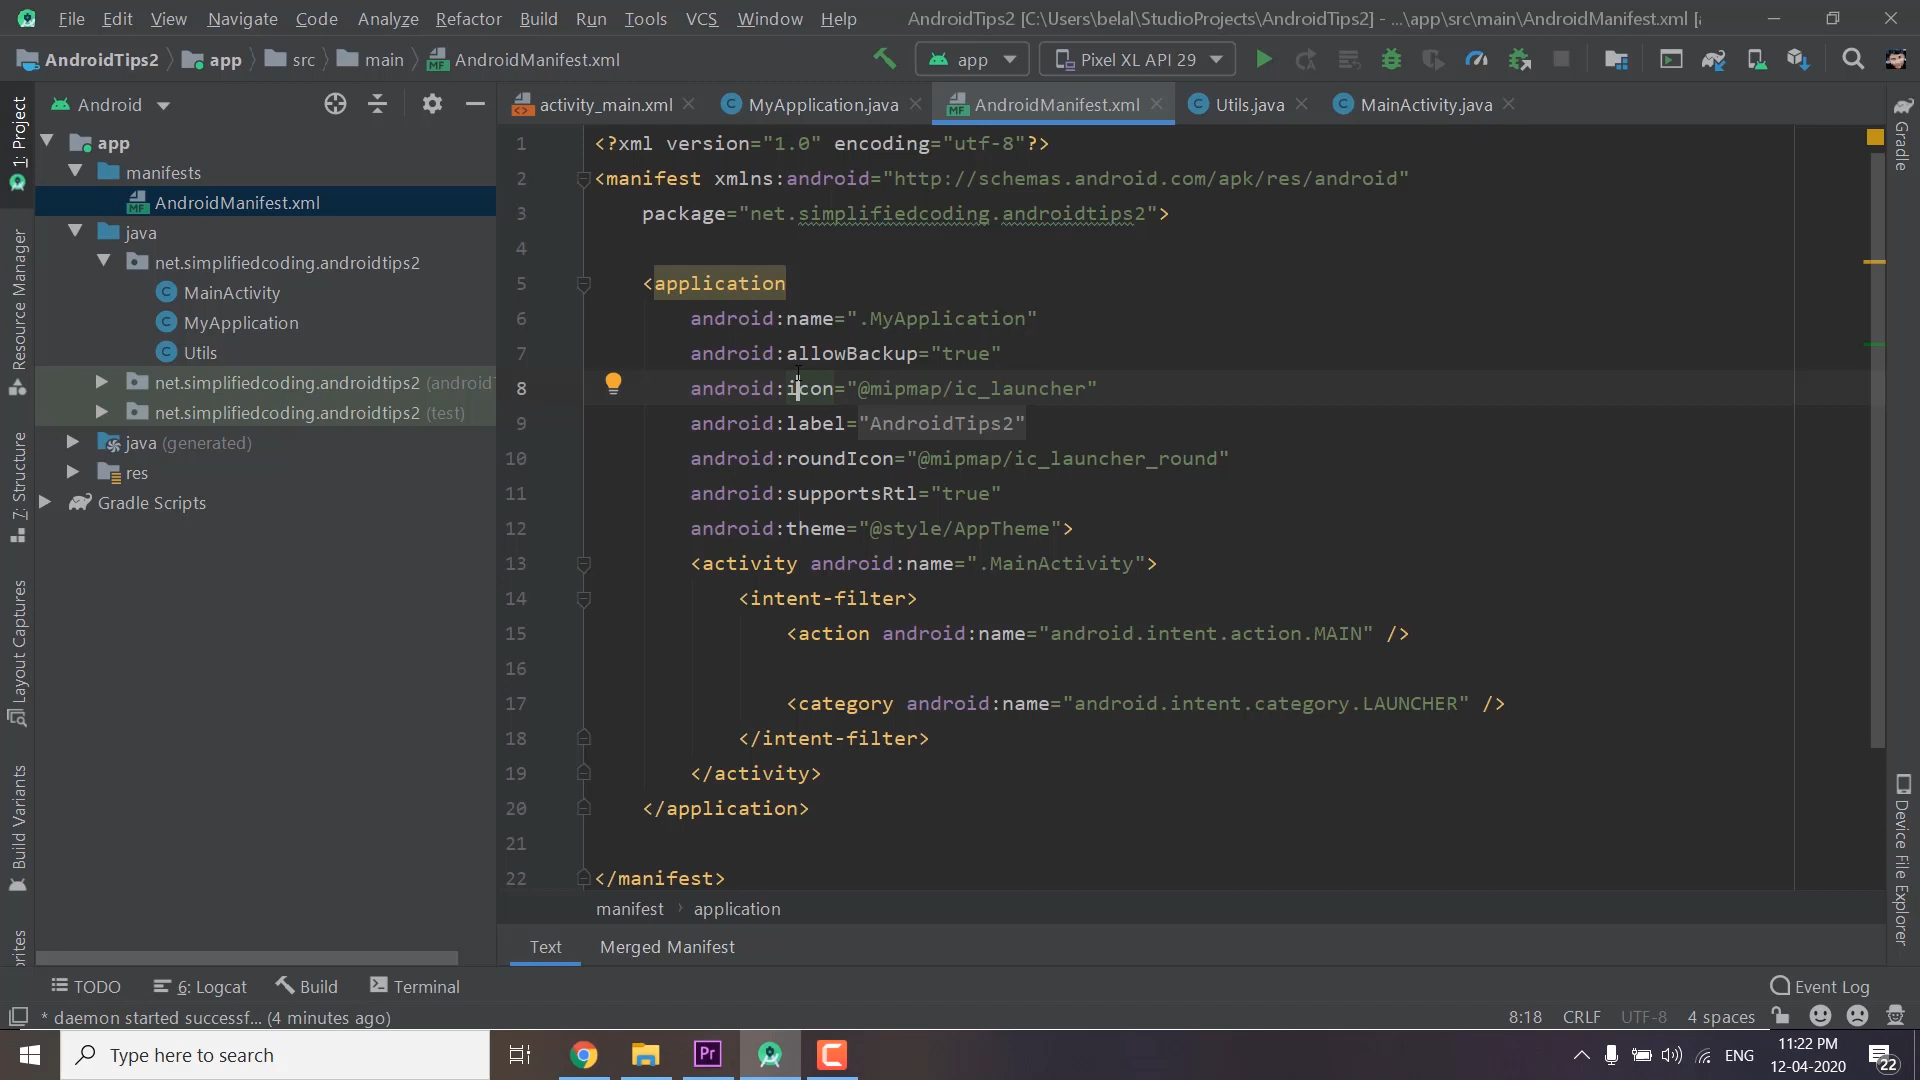 File Edit View Navigate Code Analyze Refactor Build Run Tools VCS Window Help AndroidTips2 [C:\Users\belal\StudioProjects\AndroidTips2] - ...\app\src\main\AndroidManifest.xml [a
AndroidTips2 app src main AndroidManifest.xml app Pixel XL API 29
Android
activity_main.xml MyApplication.java AndroidManifest.xml Utils.java MainActivity.java
1: Project
Resource Manager
Z: Structure
Layout Captures
Build Variants
app
manifests
AndroidManifest.xml
java
net.simplifiedcoding.androidtips2
MainActivity
MyApplication
Utils
net.simplifiedcoding.androidtips2 (android
net.simplifiedcoding.androidtips2 (test)
java (generated)
res
Gradle Scripts
1 <?xml version="1.0" encoding="utf-8"?>
2 <manifest xmlns:android="http://schemas.android.com/apk/res/android"
3 package="net.simplifiedcoding.androidtips2">
4
5 <application
6 android:name=".MyApplication"
7 android:allowBackup="true"
8 android:icon="@mipmap/ic_launcher"
9 android:label="AndroidTips2"
10 android:roundIcon="@mipmap/ic_launcher_round"
11 android:supportsRtl="true"
12 android:theme="@style/AppTheme">
13 <activity android:name=".MainActivity">
14 <intent-filter>
15 <action android:name="android.intent.action.MAIN" />
16
17 <category android:name="android.intent.category.LAUNCHER" />
18 </intent-filter>
19 </activity>
20 </application>
21
22 </manifest>
manifest application
Text Merged Manifest
Gradle
Device File Explorer
TODO 6: Logcat Build Terminal Event Log
* daemon started successf... (4 minutes ago) 8:18 CRLF UTF-8 4 spaces
Type here to search
Pr
ENG
11:22 PM
12-04-2020
22